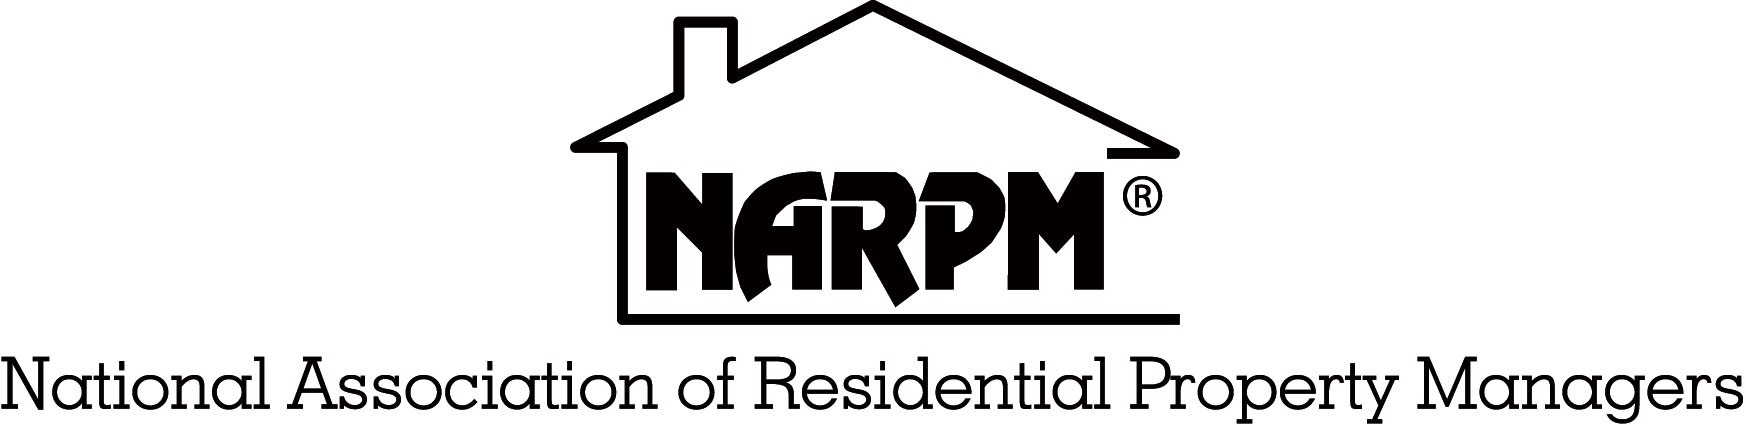 NARPM®
National Association of Residential Property Managers